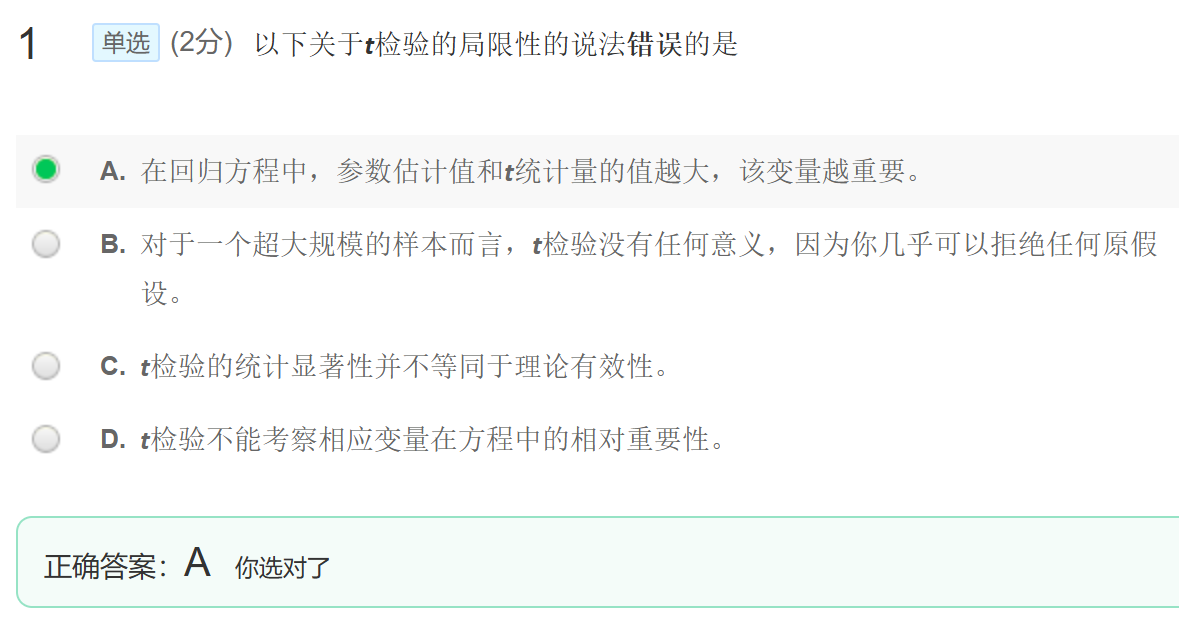 1 单选 (2分) 以下关于t检验的局限性的说法错误的是
A. 在回归方程中，参数估计值和t统计量的值越大，该变量越重要。
B. 对于一个超大规模的样本而言，t检验没有任何意义，因为你几乎可以拒绝任何原假
设。
C. t检验的统计显著性并不等同于理论有效性。
D. t检验不能考察相应变量在方程中的相对重要性。
正确答案：A 你选对了